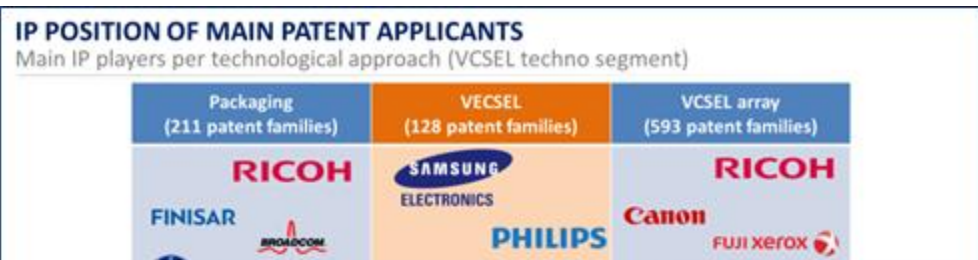 IP POSITION OF MAIN PATENT APPLICANTS
Main IP players per technological approach (VCSEL techno segment)
Packaging
(211 patent families)
VECSEL
(128 patent families)
VCSEL array
(593 patent families)
RICOH
FINISAR
BROADCOM
SAMSUNG
ELECTRONICS
PHILIPS
RICOH
Canon
FUJI xerox